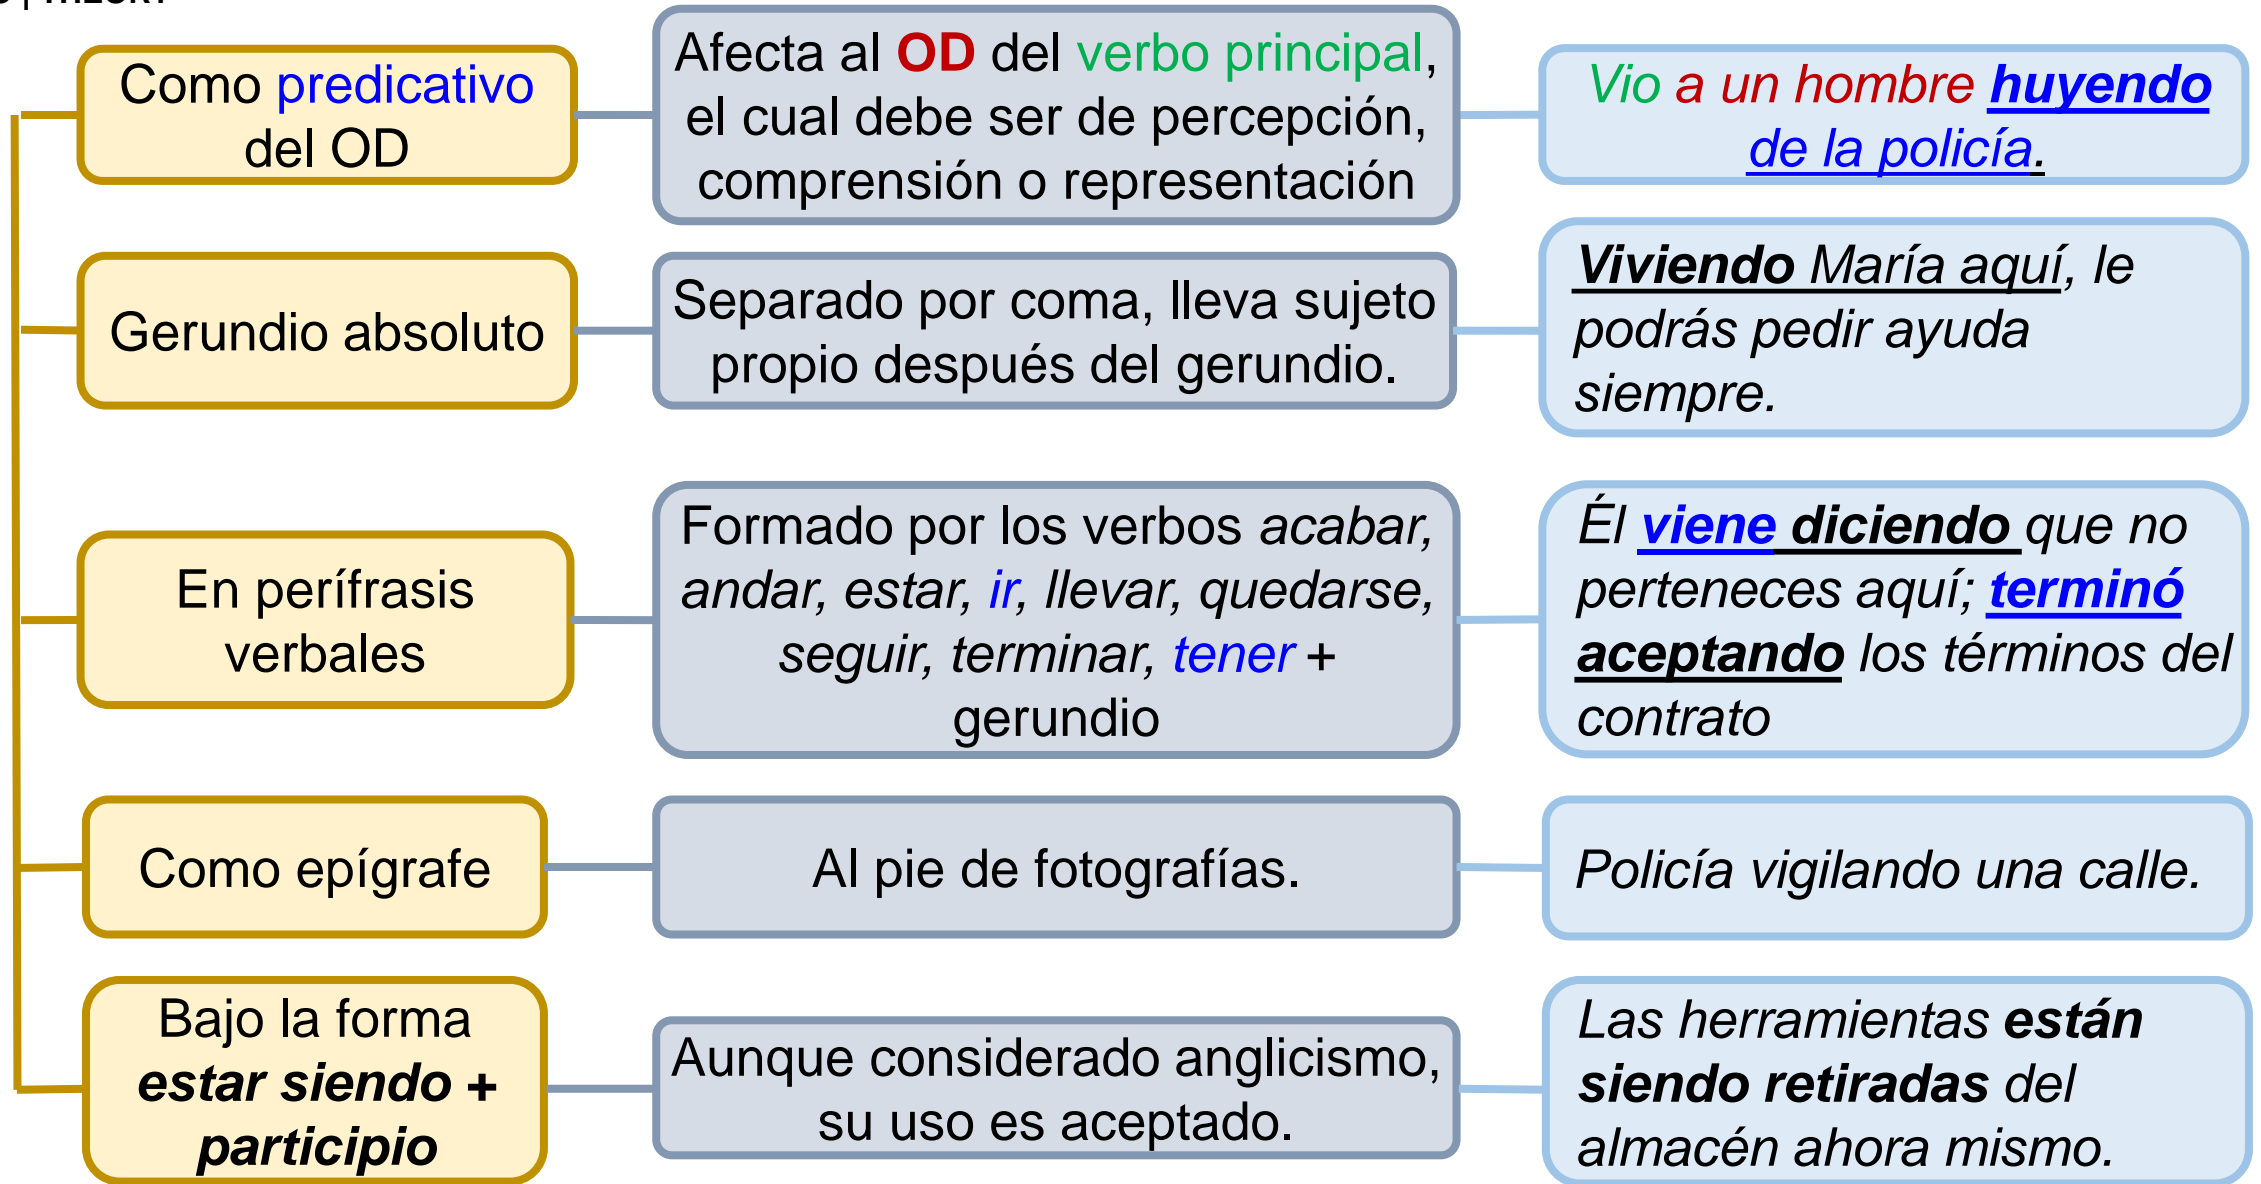 Como predicativo
del OD
Afecta al OD del verbo principal,
el cual debe ser de percepción,
comprensión o representación
Vio a un hombre huyendo
de la policía.
Gerundio absoluto
Separado por coma, lleva sujeto
propio después del gerundio.
Viviendo María aquí, le
podrás pedir ayuda
siempre.
En perífrasis
verbales
Formado por los verbos acabar,
andar, estar, ir, llevar, quedarse,
seguir, terminar, tener +
gerundio
Él viene diciendo que no
perteneces aquí; terminó
aceptando los términos del
contrato
Como epígrafe
Al pie de fotografías.
Policía vigilando una calle.
Bajo la forma
estar siendo +
participio
Aunque considerado anglicismo,
su uso es aceptado.
Las herramientas están
siendo retiradas del
almacén ahora mismo.